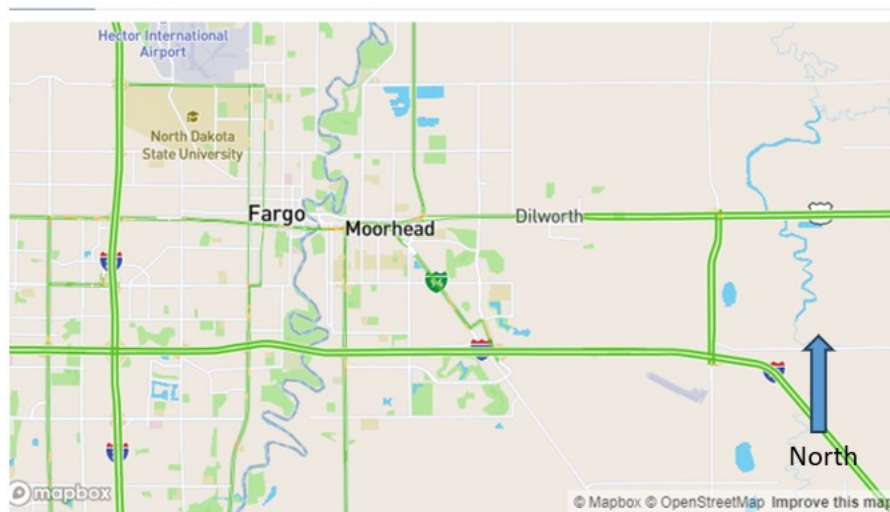 Hector International
Airport
North Dakota
State University
Fargo
Moorhead
Dilworth
94
North
mapbox
© Mapbox © OpenStreetMap Improve this map